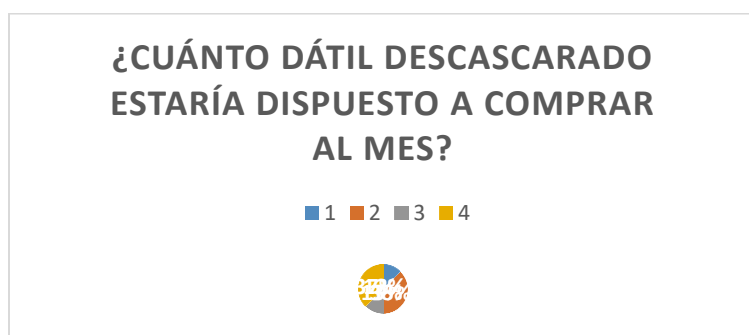 ¿CUÁNTO DÁTIL DESCASCARADO
ESTARÍA DISPUESTO A COMPRAR
AL MES?
1 2 3 4